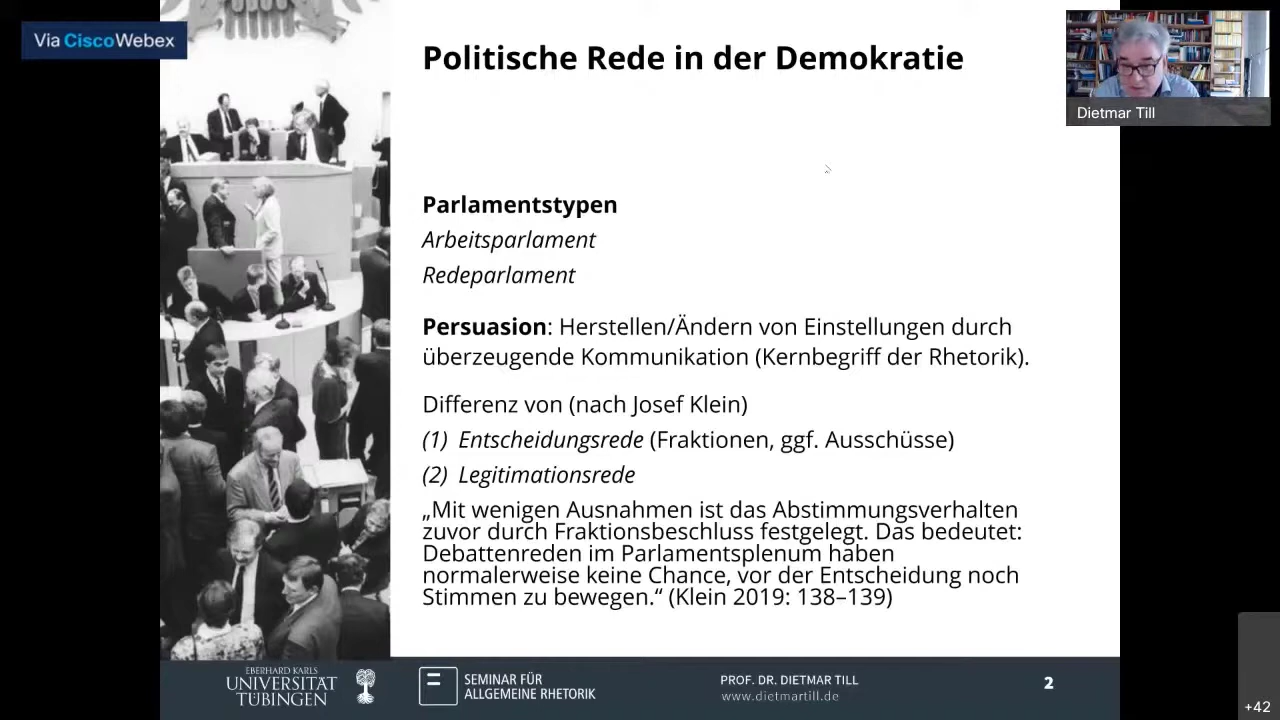 Via CiscoWebex
Politische Rede in der Demokratie
Dietmar Till
Parlamentstypen
Arbeitsparlament
Redeparlament
Persuasion: Herstellen/Ändern von Einstellungen durch
überzeugende Kommunikation (Kernbegriff der Rhetorik).
Differenz von (nach Josef Klein)
(1) Entscheidungsrede (Fraktionen, ggf. Ausschüsse)
(2) Legitimationsrede
„Mit wenigen Ausnahmen ist das Abstimmungsverhalten
zuvor durch Fraktionsbeschluss festgelegt. Das bedeutet:
Debattenreden im Parlamentsplenum haben
normalerweise keine Chance, vor der Entscheidung noch
Stimmen zu bewegen.“ (Klein 2019: 138–139)
EBERHARD KARLS
UNIVERSITÄT
TÜBINGEN
SEMINAR FÜR
ALLGEMEINE RHETORIK
PROF. DR. DIETMAR TILL
www.dietmartill.de
2
+42